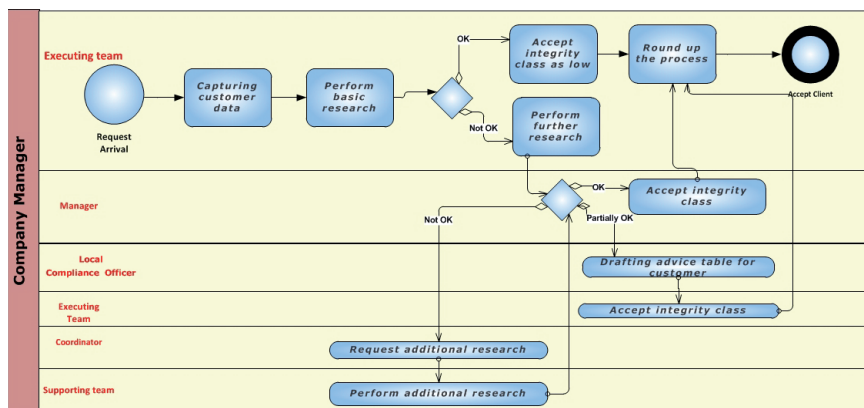 Company Manager
Executing team
Request
Arrival
Capturing
customer
data
Perform
basic
research
OK
Not OK
Accept
integrity
class as low
Perform
further
research
Round up
the process
Accept Client
Manager
OK
Not OK
Partially OK
Accept integrity
class
Local
Compliance Officer
Drafting advice table for
customer
Executing
Team
Accept integrity class
Coordinator
Request additional research
Supporting team
Perform additional research